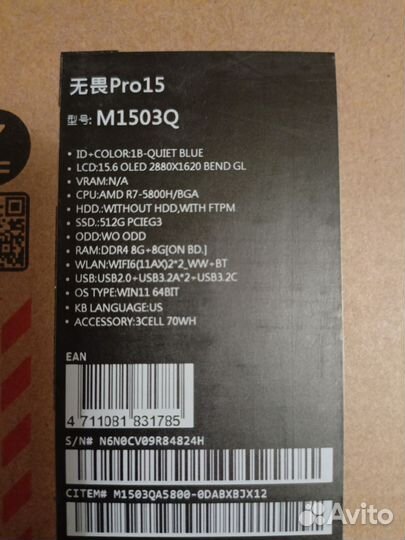 无畏Pro15
型号: M1503Q
• ID+COLOR:1B-QUIET BLUE
• LCD:15.6 OLED 2880X1620 BEND GL
• VRAM:N/A
• CPU:AMD R7-5800H/BGA
• HDD.:WITHOUT HDD,WITH FTPM
• SSD.:512G PCIEG3
• ODD:WO ODD
• RAM:DDR4 8G+8G[ON BD.]
• WLAN:WIFI6(11AX)2*2_WW+BT
• USB:USB2.0+USB3.2A*2+USB3.2C
• OS TYPE:WIN11 64BIT
• KB LANGUAGE:US
• ACCESSORY:3CELL 70WH
EAN
4 711081 831785
S/N# N6N0CV09R84824H
CITEM# M1503QA5800-0DABXBJX12
Avito